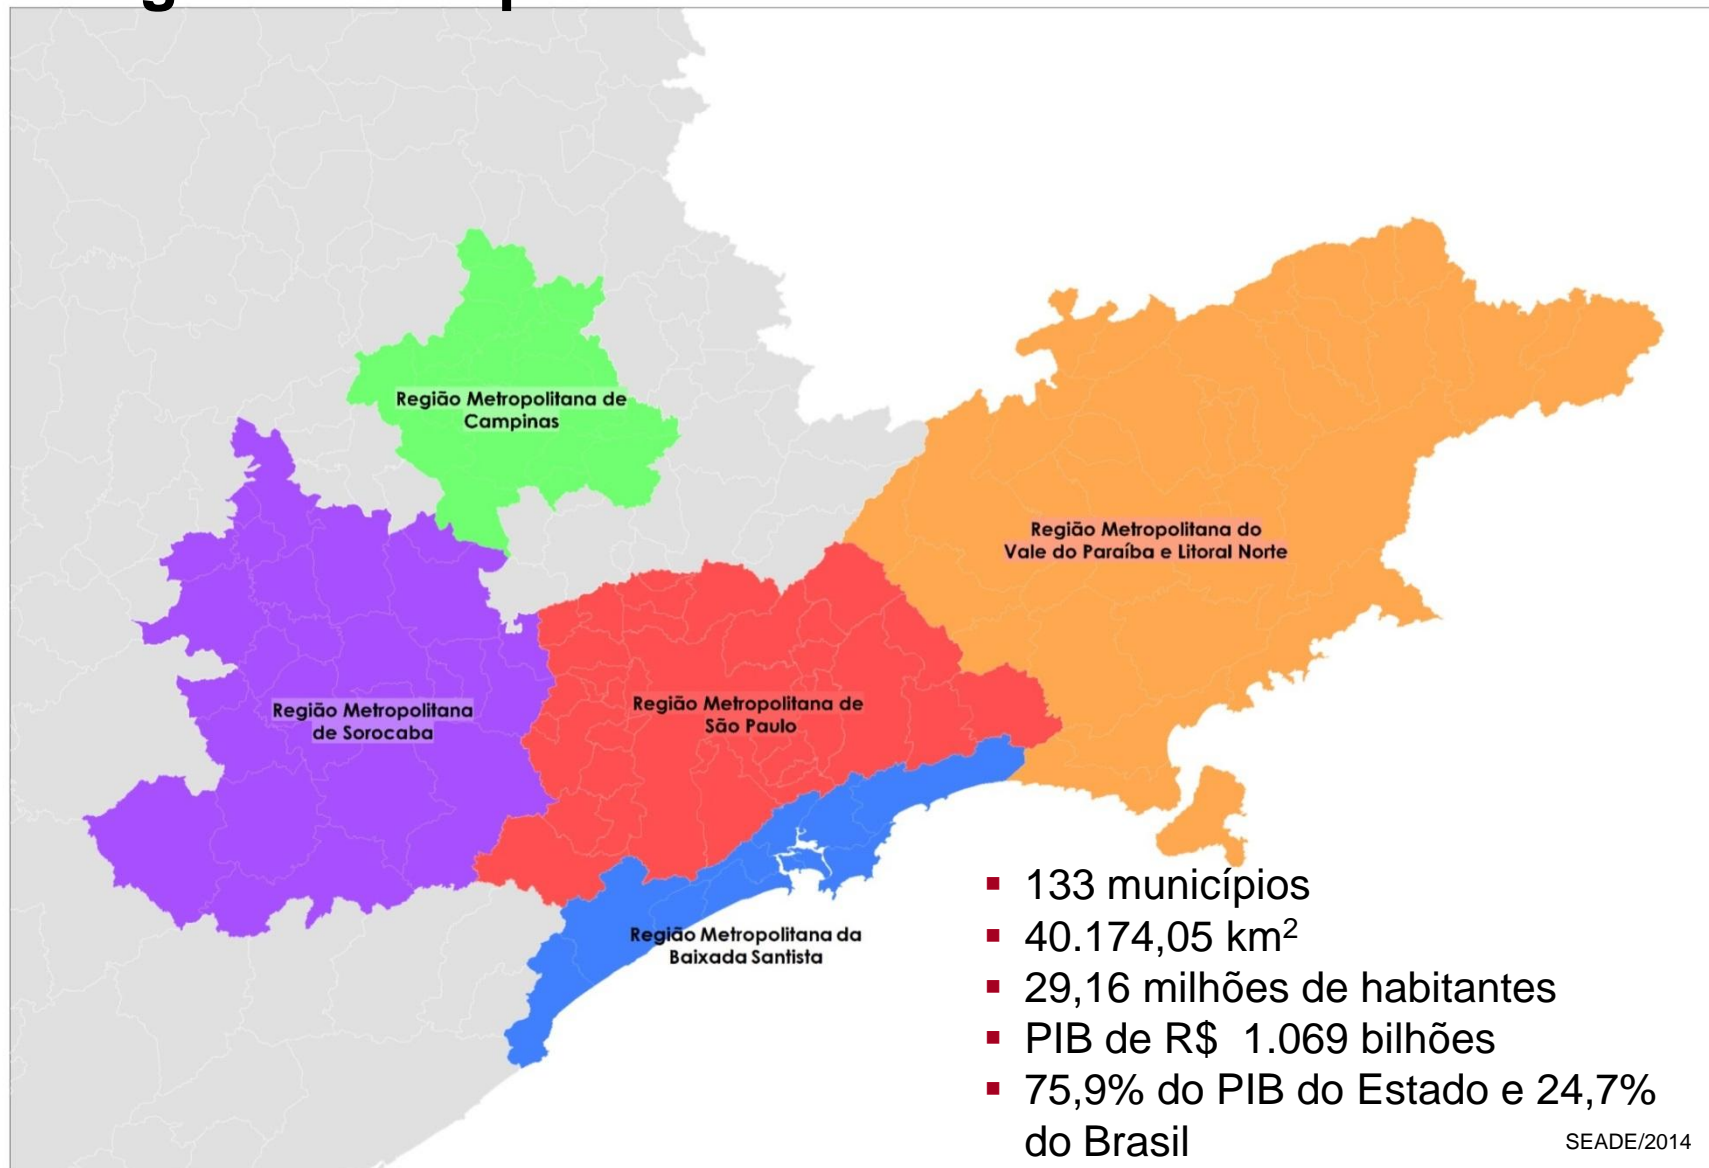 Região Metropolitana de
Campinas
Região Metropolitana do
Vale do Paraíba e Litoral Norte
Região Metropolitana
de Sorocaba
Região Metropolitana de
São Paulo
Região Metropolitana da
Baixada Santista
▪ 133 municípios
▪ 40.174,05 km²
▪ 29,16 milhões de habitantes
▪ PIB de R$ 1.069 bilhões
▪ 75,9% do PIB do Estado e 24,7%
do Brasil
SEADE/2014